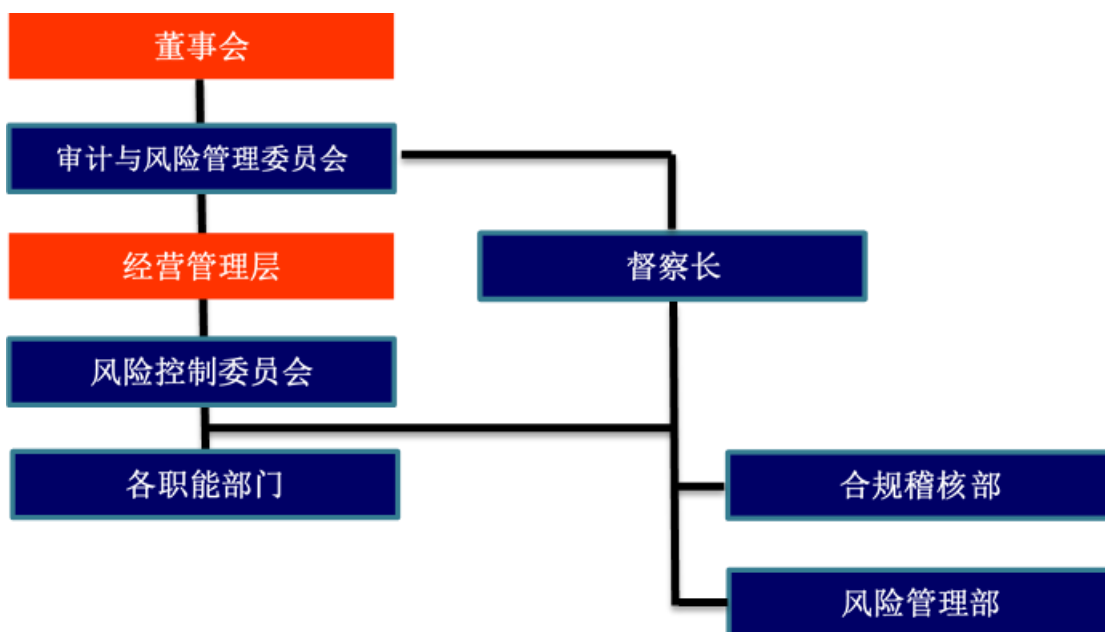 董事会
审计与风险管理委员会
经营管理层
督察长
风险控制委员会
各职能部门
合规稽核部
风险管理部